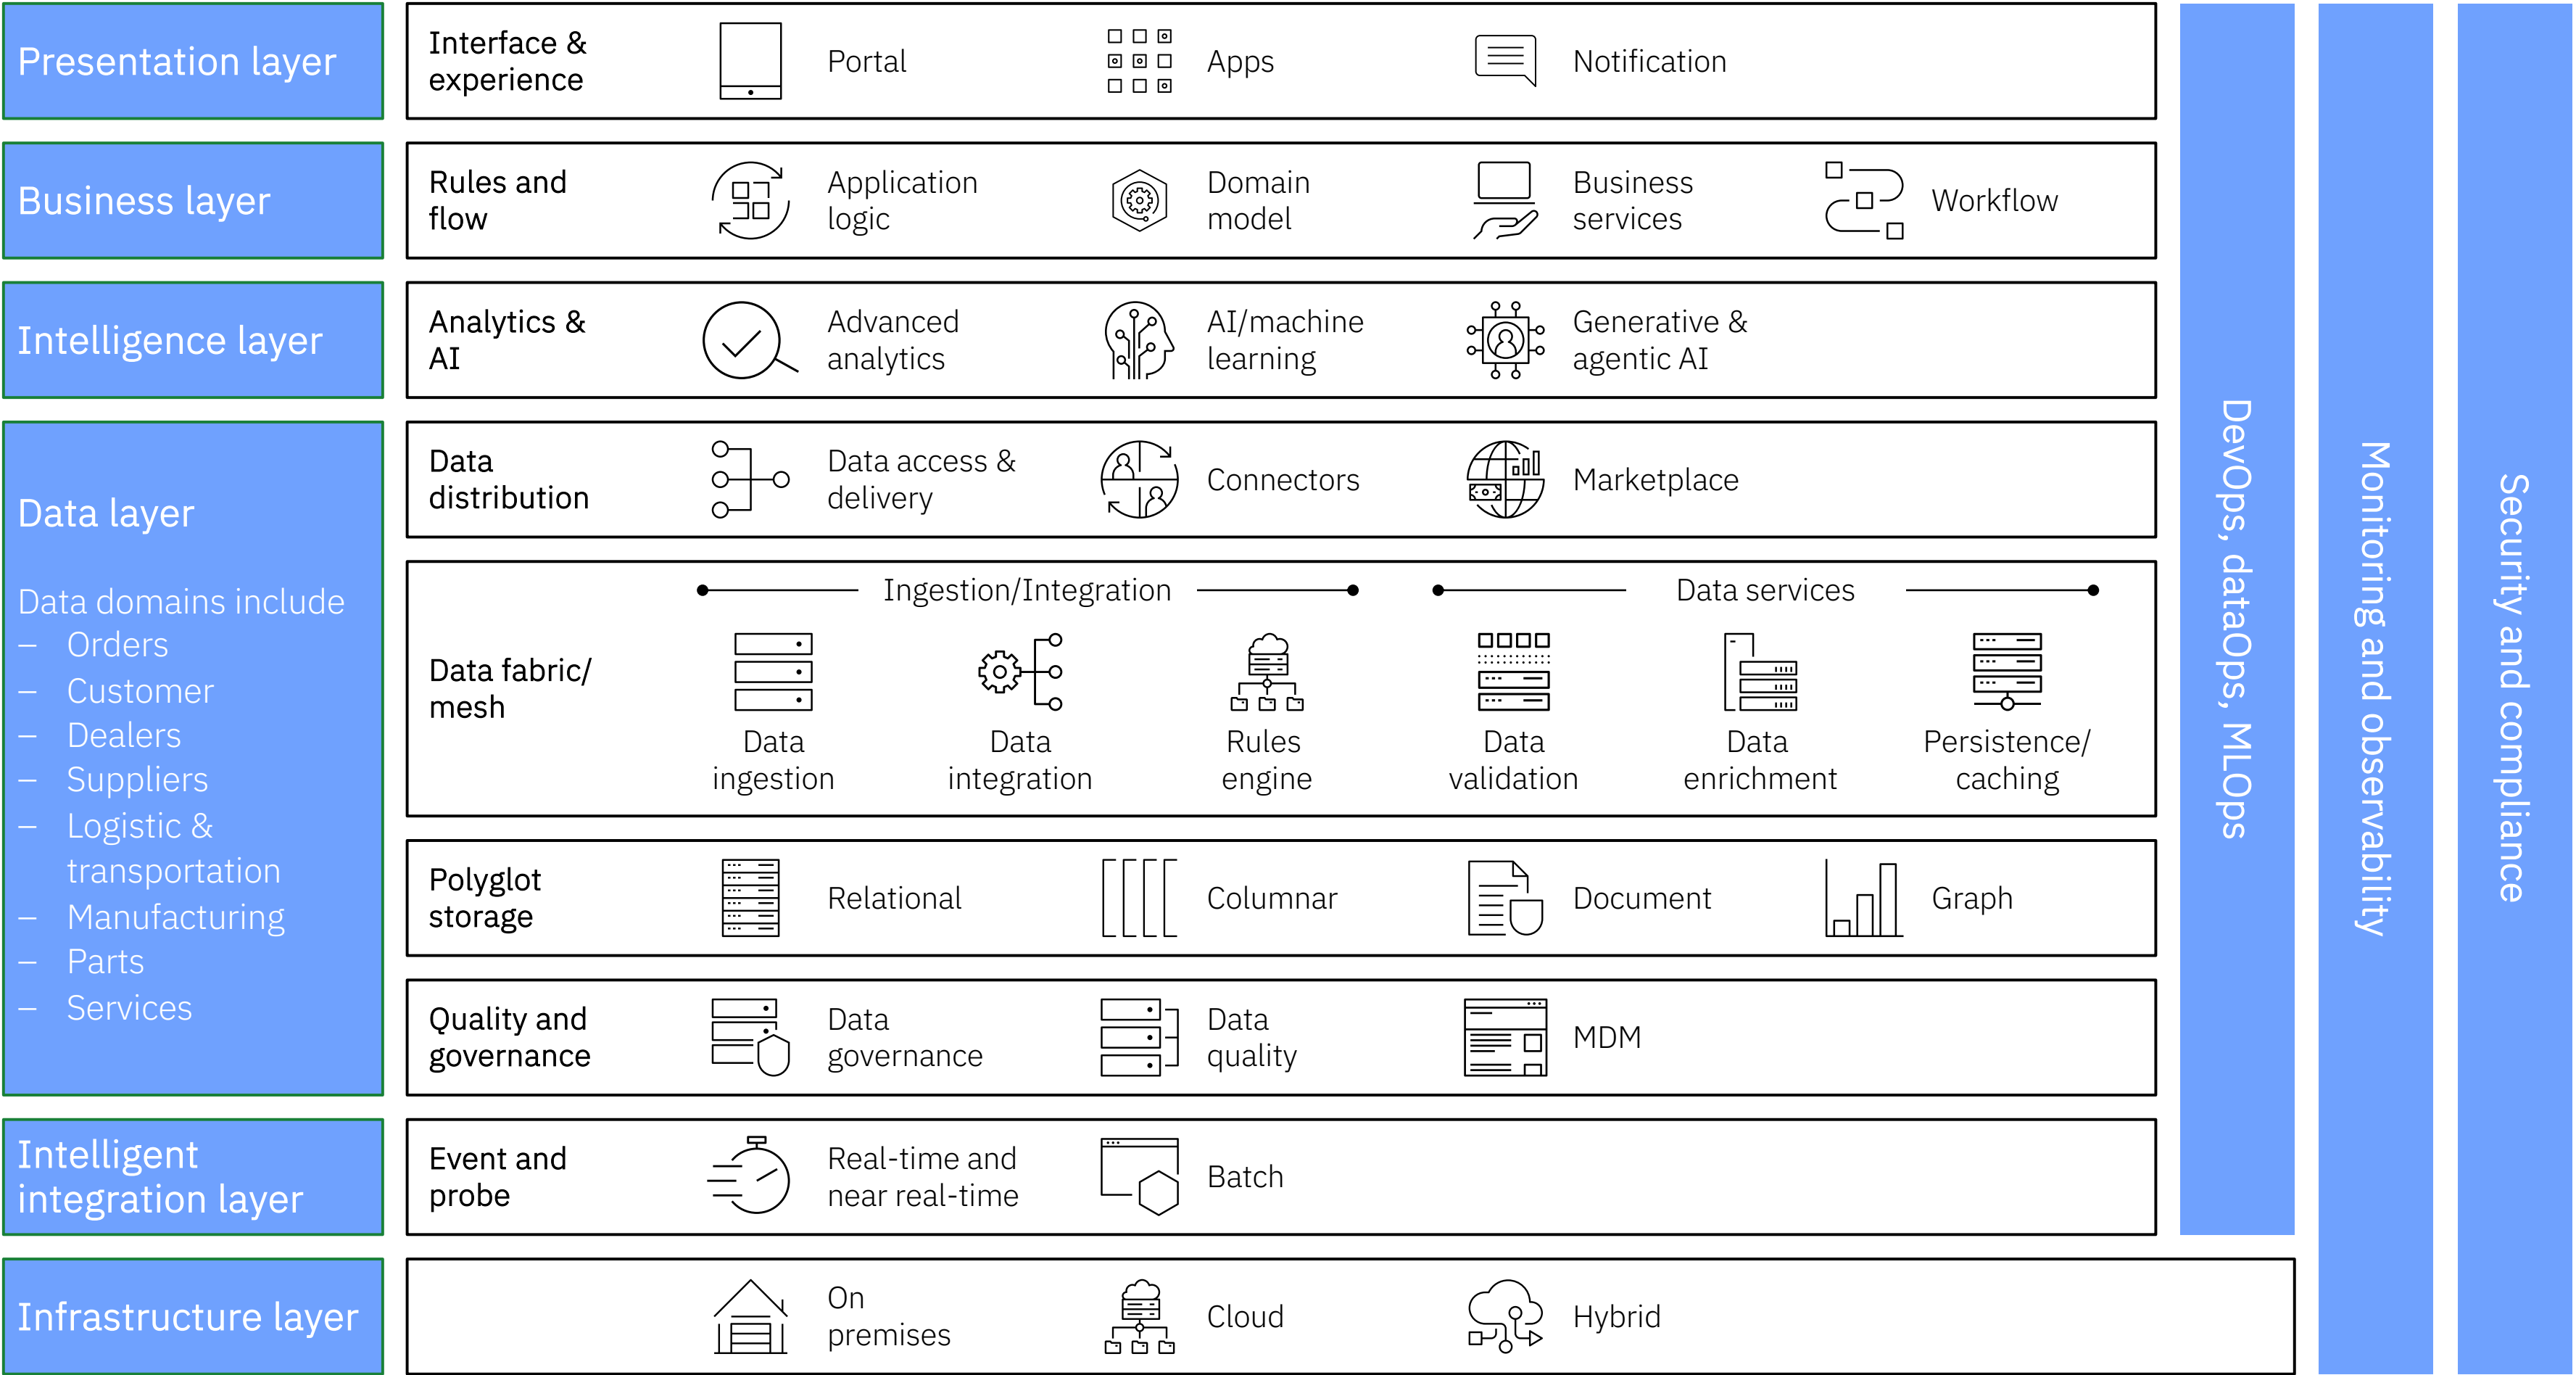 Presentation layer
Interface &
experience
Portal
Apps
Notification
Business layer
Rules and
flow
Application
logic
Domain
model
Business
services
Workflow
Intelligence layer
Analytics &
AI
Advanced
analytics
AI/machine
learning
Generative &
agentic AI
Data layer
Data domains include
– Orders
– Customer
– Dealers
– Suppliers
– Logistic &
transportation
– Manufacturing
– Parts
– Services
Data
distribution
Data access &
delivery
Connectors
Marketplace
Data fabric/
mesh
Ingestion/Integration
Data
ingestion
Data
integration
Rules
engine
Data services
Data
validation
Data
enrichment
Persistence/
caching
Polyglot
storage
Relational
Columnar
Document
Graph
Quality and
governance
Data
governance
Data
quality
MDM
Intelligent
integration layer
Event and
probe
Real-time and
near real-time
Batch
Infrastructure layer
On
premises
Cloud
Hybrid
DevOps, dataOps, MLOps
Monitoring and observability
Security and compliance